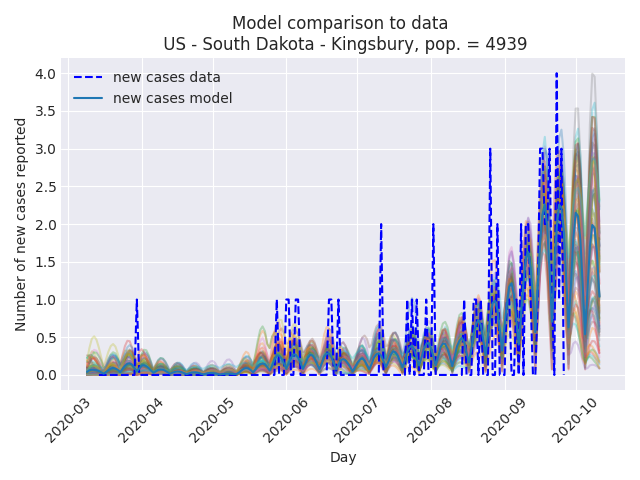 Model comparison to data
US - South Dakota - Kingsbury, pop. = 4939
new cases data
new cases model
Number of new cases reported
4.0
3.5
3.0
2.5
2.0
1.5
1.0
0.5
0.0
2020-03
2020-04
2020-05
2020-06
2020-07
2020-08
2020-09
2020-10
Day